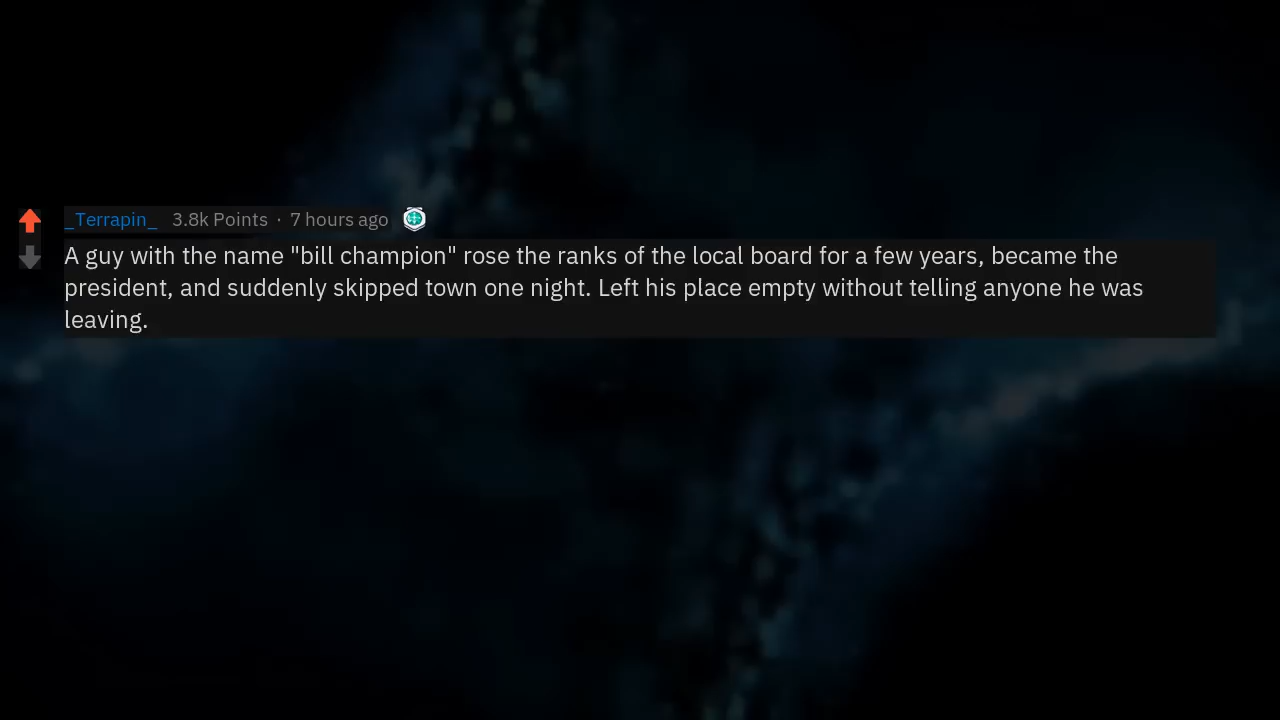 _Terrapin_ 3.8k Points · 7 hours ago
A guy with the name "bill champion" rose the ranks of the local board for a few years, became the
president, and suddenly skipped town one night. Left his place empty without telling anyone he was
leaving.